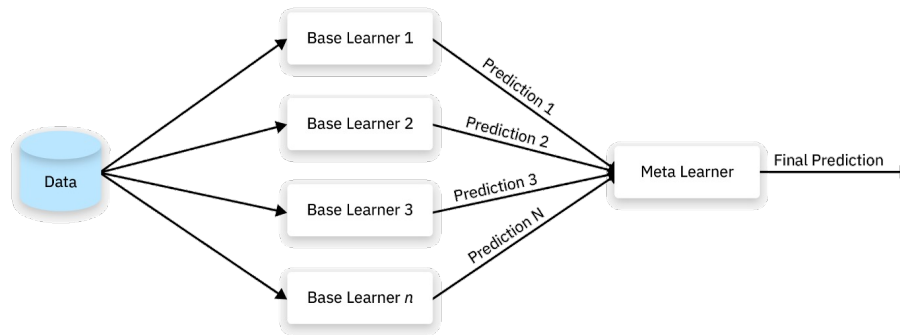 Base Learner 1
Prediction 1
Base Learner 2
Prediction 2
Data
Meta Learner
Final Prediction
Base Learner 3
Prediction 3
Base Learner n
Prediction N